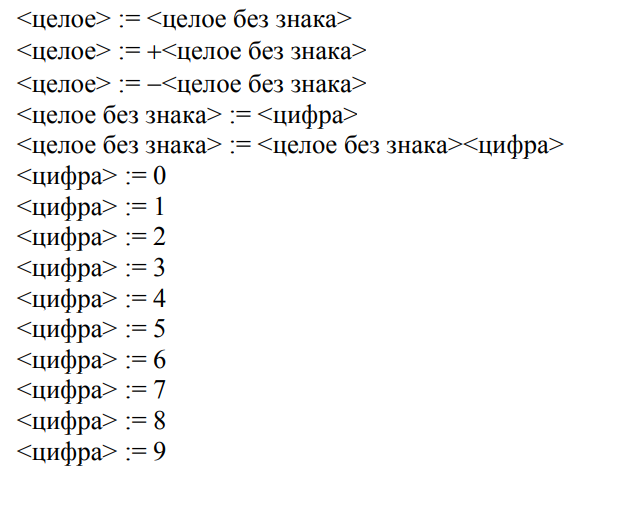 <целое> := <целое без знака>
<целое> := +<целое без знака>
<целое> := –<целое без знака>
<целое без знака> := <цифра>
<целое без знака> := <целое без знака><цифра>
<цифра> := 0
<цифра> := 1
<цифра> := 2
<цифра> := 3
<цифра> := 4
<цифра> := 5
<цифра> := 6
<цифра> := 7
<цифра> := 8
<цифра> := 9